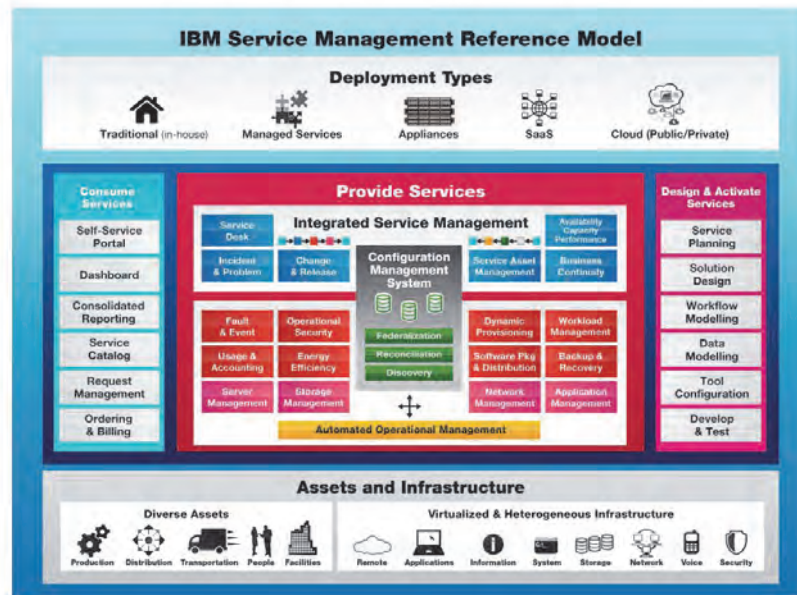 IBM Service Management Reference Model
Deployment Types
Traditional (in-house)
Managed Services
Appliances
SaaS
Cloud (Public/Private)
Consume
Services
Self-Service
Portal
Dashboard
Consolidated
Reporting
Service
Catalog
Request
Management
Ordering
& Billing
Provide Services
Integrated Service Management
Service
Desk
Availability
Capacity
Performance
Incident
& Problem
Change
& Release
Service Asset
Management
Business
Continuity
Configuration
Management
System
Federalization
Reconciliation
Discovery
Fault
& Event
Operational
Security
Dynamic
Provisioning
Workload
Management
Usage &
Accounting
Energy
Efficiency
Software Pkg
& Distribution
Backup &
Recovery
Server
Management
Storage
Management
Network
Management
Application
Management
Automated Operational Management
Design & Activate
Services
Service
Planning
Solution
Design
Workflow
Modelling
Data
Modelling
Tool
Configuration
Develop
& Test
Assets and Infrastructure
Diverse Assets
Production
Distribution
Transportation
People
Facilities
Virtualized & Heterogeneous Infrastructure
Remote
Applications
Information
System
Storage
Network
Voice
Security